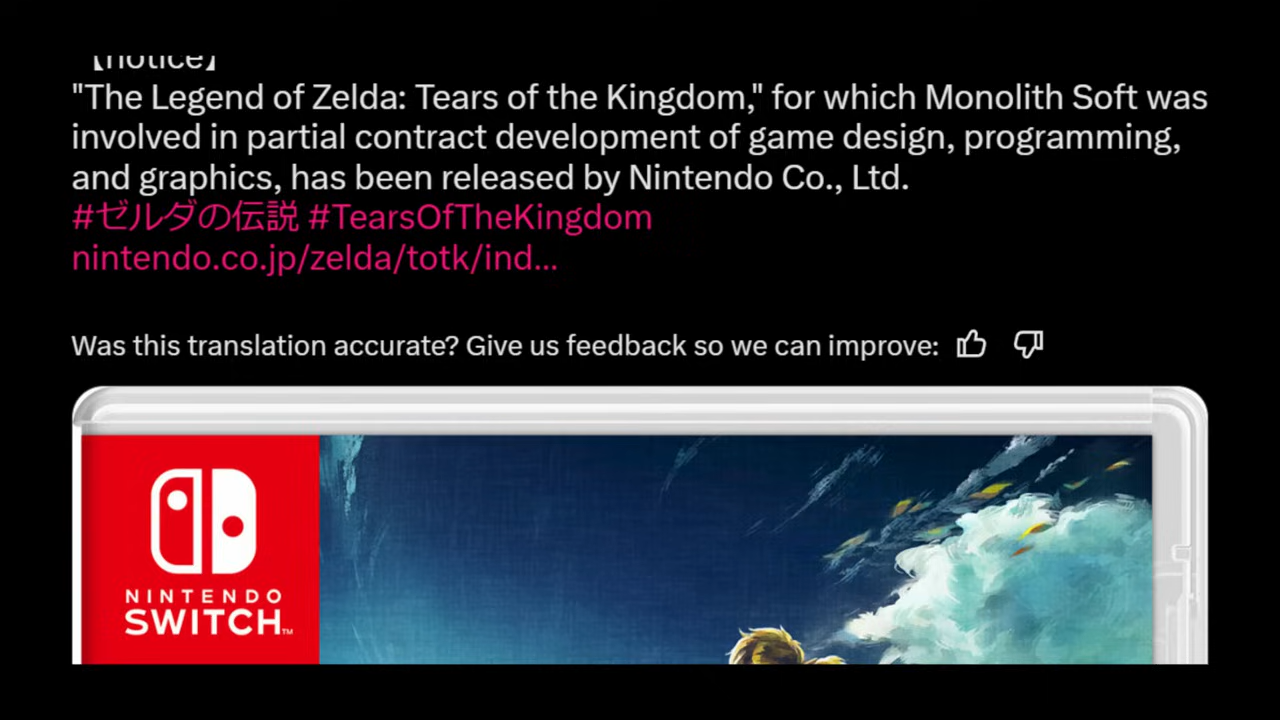 【notice】
"The Legend of Zelda: Tears of the Kingdom," for which Monolith Soft was
involved in partial contract development of game design, programming,
and graphics, has been released by Nintendo Co., Ltd.
#ゼルダの伝説 #TearsOfTheKingdom
nintendo.co.jp/zelda/totk/ind...
Was this translation accurate? Give us feedback so we can improve:
NINTENDO
SWITCH™